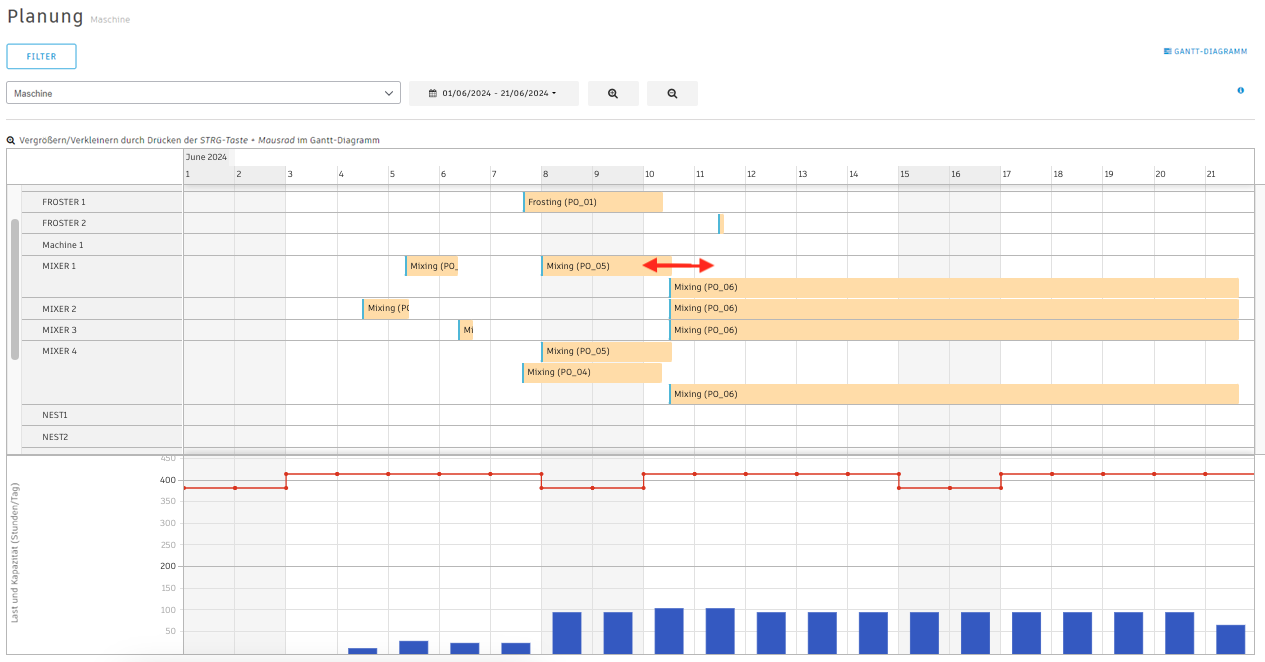 Planung Maschine
FILTER
GANTT-DIAGRAMM
Maschine
01/06/2024 - 21/06/2024
Vergrößern/Verkleinern durch Drücken der STRG-Taste + Mausrad im Gantt-Diagramm
June 2024
1 2 3 4 5 6 7 8 9 10 11 12 13 14 15 16 17 18 19 20 21
FROSTER 1 Frosting (PO_01)
FROSTER 2
Machine 1
MIXER 1 Mixing (PO_ Mixing (PO_05)
Mixing (PO_06)
MIXER 2 Mixing (PO Mixing (PO_06)
MIXER 3 Mi Mixing (PO_06)
MIXER 4 Mixing (PO_05)
Mixing (PO_04)
Mixing (PO_06)
NEST1
NEST2
Last und Kapazität (Stunden/Tag)
450
400
350
300
250
200
150
100
50